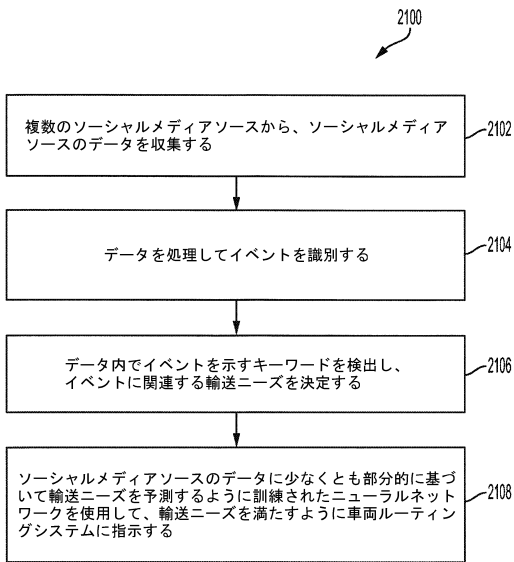 2100
複数のソーシャルメディアソースから、ソーシャルメディア
ソースのデータを収集する
2102
データを処理してイベントを識別する
2104
データ内でイベントを示すキーワードを検出し、
イベントに関連する輸送ニーズを決定する
2106
ソーシャルメディアソースのデータに少なくとも部分的に基づ
いて輸送ニーズを予測するように訓練されたニューラルネット
ワークを使用して、輸送ニーズを満たすように車両ルーティン
グシステムに指示する
2108